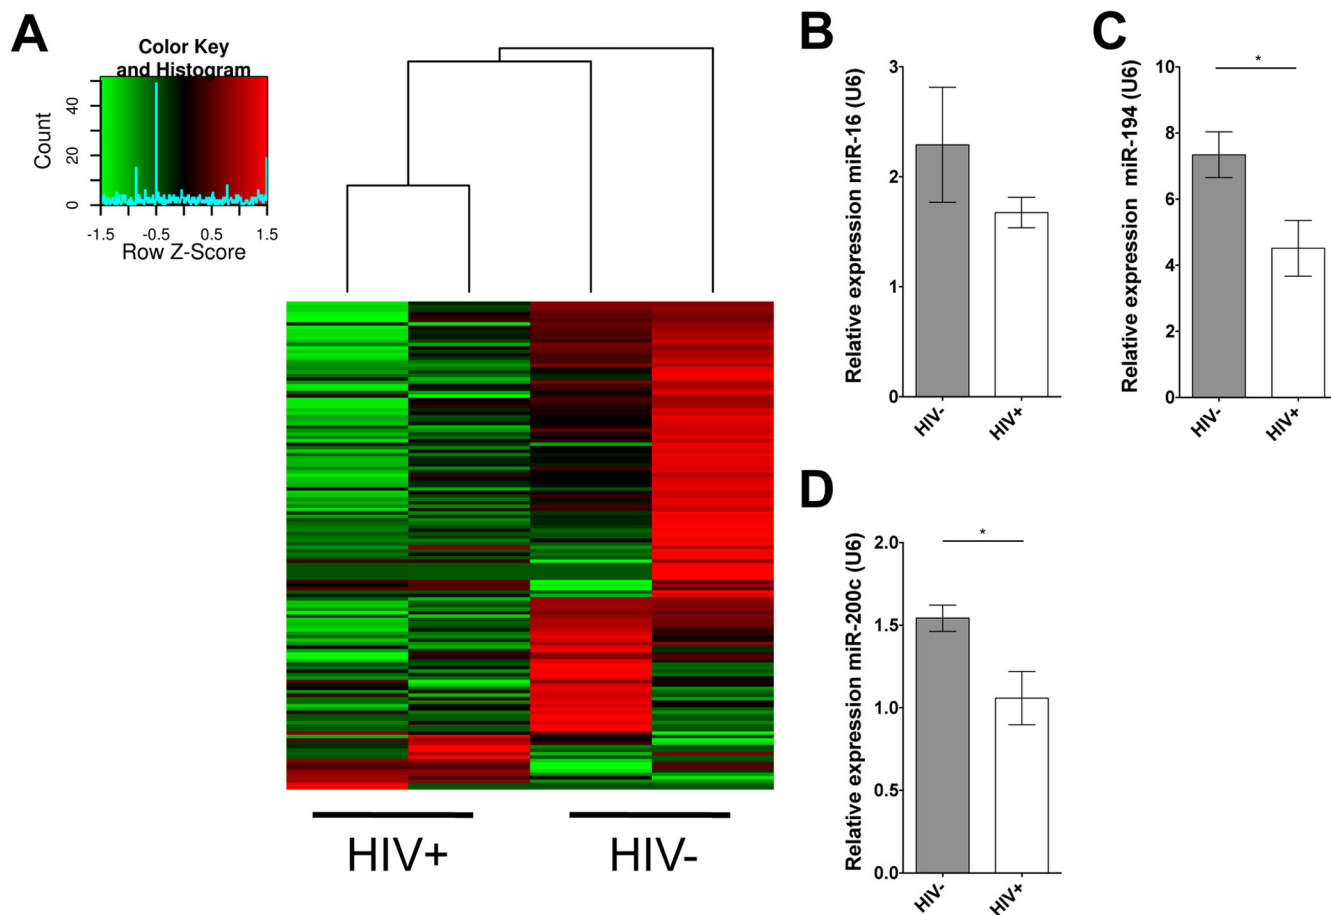 A
Color Key
and Histogram
Count
0 20 40
-1.5 -0.5 0.5 1.5
Row Z-Score
HIV+ HIV-
B
Relative expression miR-16 (U6)
3
2
1
0
HIV- HIV+
C
Relative expression miR-194 (U6)
10
8
6
4
2
0
*
HIV- HIV+
D
Relative expression miR-200c (U6)
2.0
1.5
1.0
0.5
0.0
*
HIV- HIV+